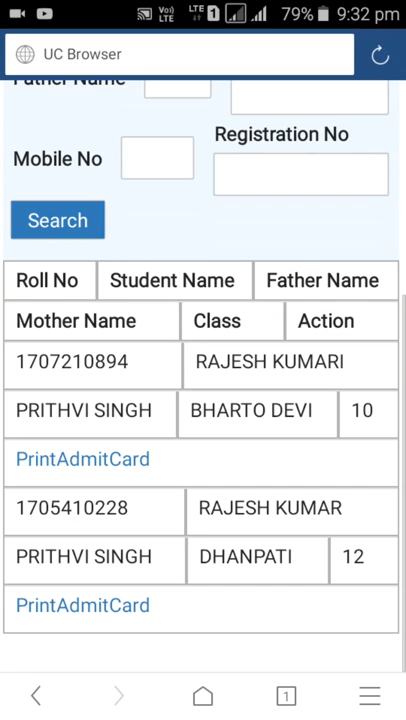 Vo) LTE LTE 1 79% 9:32 pm
UC Browser
Father Name
Registration No
Mobile No
Search
Roll No Student Name Father Name
Mother Name Class Action
1707210894 RAJESH KUMARI
PRITHVI SINGH BHARTO DEVI 10
PrintAdmitCard
1705410228 RAJESH KUMAR
PRITHVI SINGH DHANPATI 12
PrintAdmitCard
1